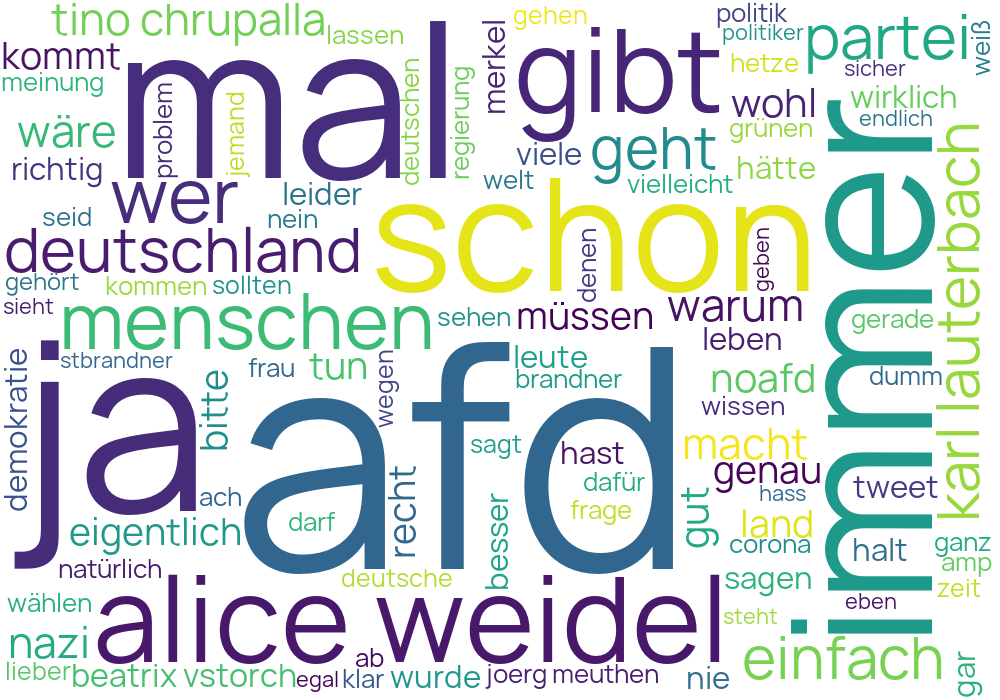 tino chrupalla
lassen
gehen
politik
politiker
partei
weiß
kommt
meinung
mal
gibt
merkel
hetze
sicher
problem
jemand
deutschen
regierung
wohl
wirklich
endlich
wäre
grünen
richtig
viele
geht
hätte
immer
wer
leider
welt
vielleicht
karl lauterbach
seid
nein
schon
deutschland
denen
geben
gehört
kommen
sollten
sieht
menschen
sehen
müssen
warum
gerade
leben
demokratie
ja
stbrandner
frau
tun
wegen
afd
leute
brandner
noafd
dumm
bitte
wissen
sagt
hast
macht
genau
ach
recht
dafür
hass
tweet
eigentlich
darf
besser
frage
gut
land
corona
halt
ganz
amp
natürlich
deutsche
sagen
zeit
wählen
alice weidel
steht
eben
nazi
einfach
gar
lieber
beatrix vstorch
egal
ab
klar
wurde
joerg meuthen
nie